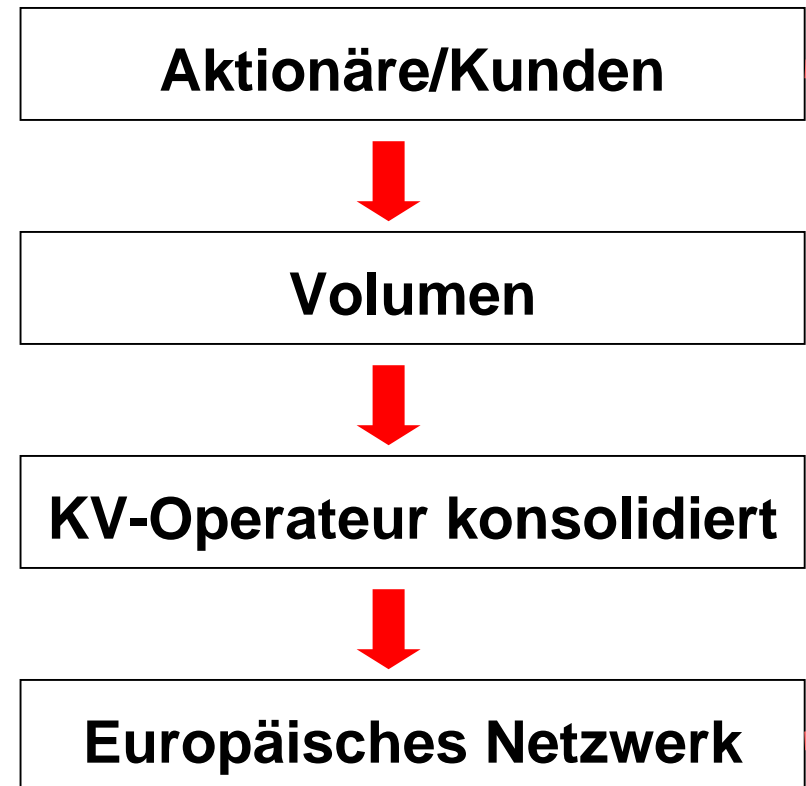 Aktionäre/Kunden
Volumen
KV-Operateur konsolidiert
Europäisches Netzwerk